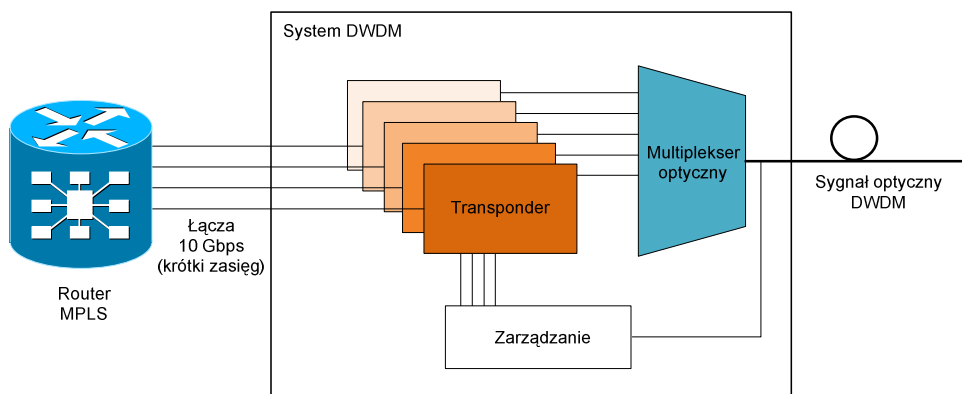 System DWDM
Multiplekser
optyczny
Transponder
Sygnał optyczny
DWDM
Łącza
10 Gbps
(krótki zasięg)
Router
MPLS
Zarządzanie